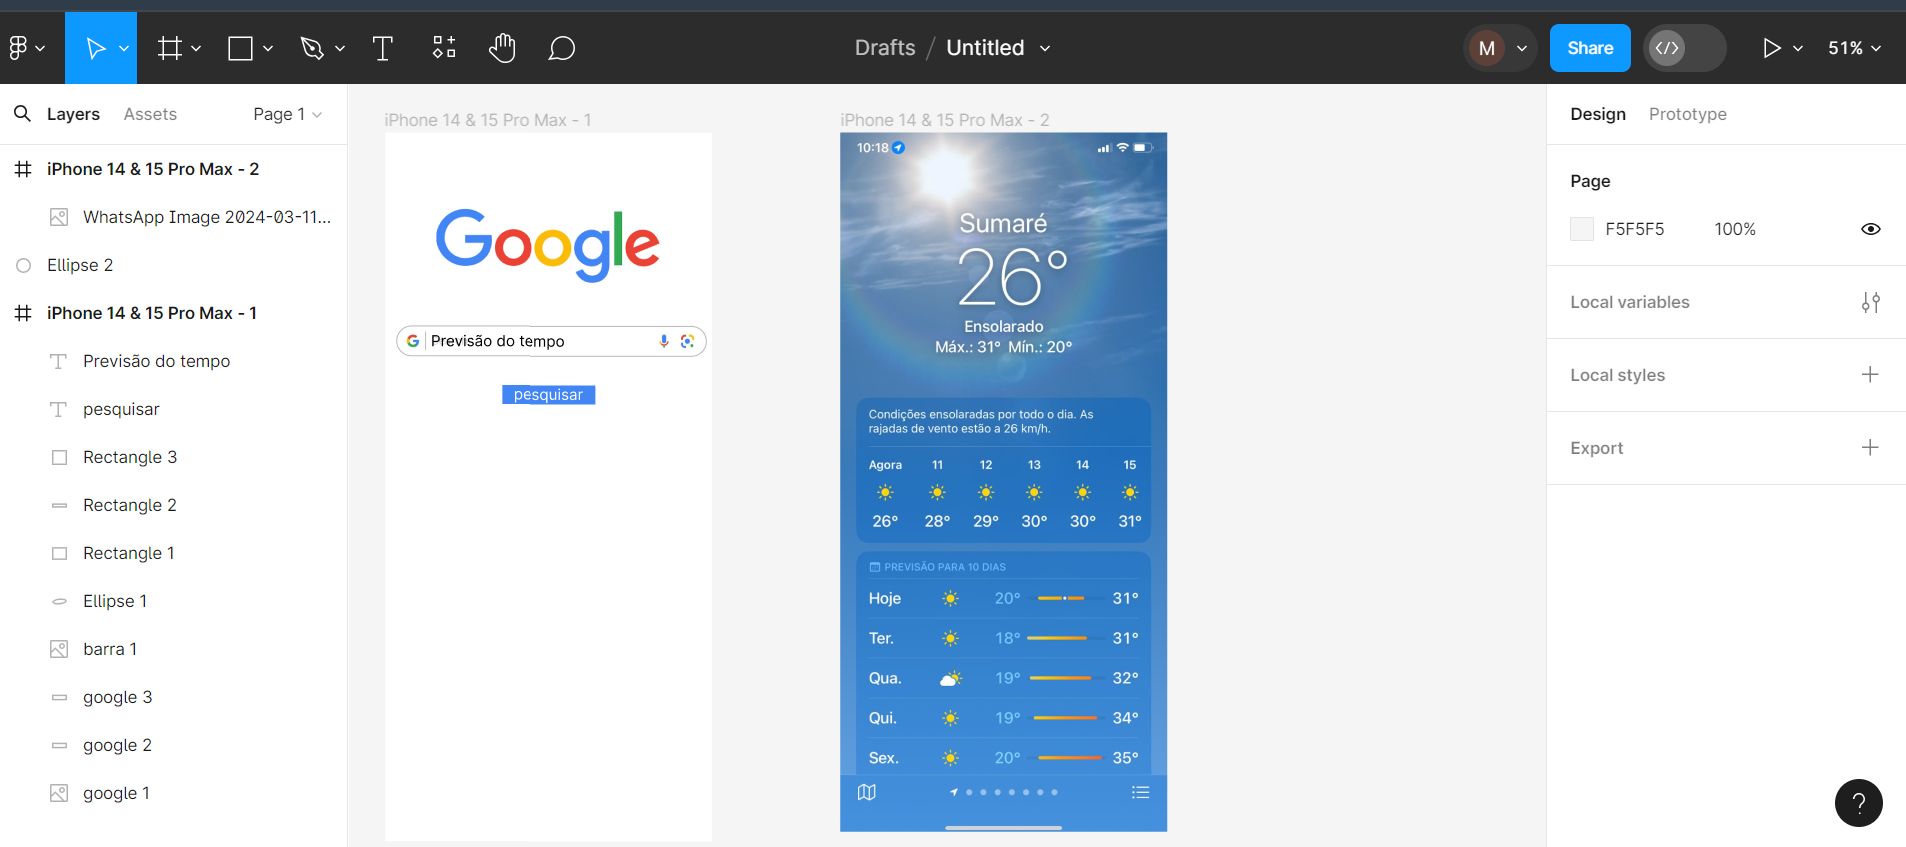 Drafts / Untitled
M
Share
</>
51%
Layers
Assets
Page 1
iPhone 14 & 15 Pro Max - 2
WhatsApp Image 2024-03-11...
Ellipse 2
iPhone 14 & 15 Pro Max - 1
Previsão do tempo
pesquisar
Rectangle 3
Rectangle 2
Rectangle 1
Ellipse 1
barra 1
google 3
google 2
google 1
iPhone 14 & 15 Pro Max - 1
Google
G Previsão do tempo
pesquisar
iPhone 14 & 15 Pro Max - 2
10:18
Sumaré
26°
Ensolarado
Máx.: 31° Mín.: 20°
Condições ensolaradas por todo o dia. As
rajadas de vento estão a 26 km/h.
Agora 11 12 13 14 15
26° 28° 29° 30° 30° 31°
PREVISÃO PARA 10 DIAS
Hoje 20° 31°
Ter. 18° 31°
Qua. 19° 32°
Qui. 19° 34°
Sex. 20° 35°
Design
Prototype
Page
F5F5F5 100%
Local variables
Local styles
Export
?